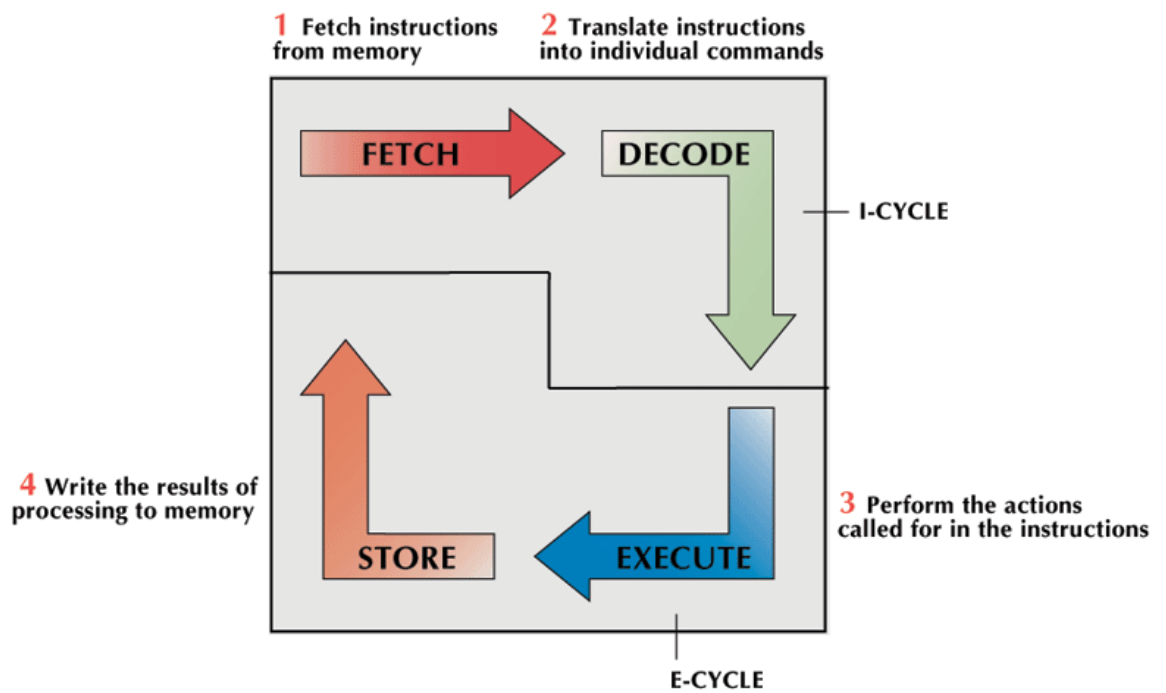 1 Fetch instructions
from memory
2 Translate instructions
into individual commands
FETCH
DECODE
I-CYCLE
4 Write the results of
processing to memory
3 Perform the actions
called for in the instructions
STORE
EXECUTE
E-CYCLE